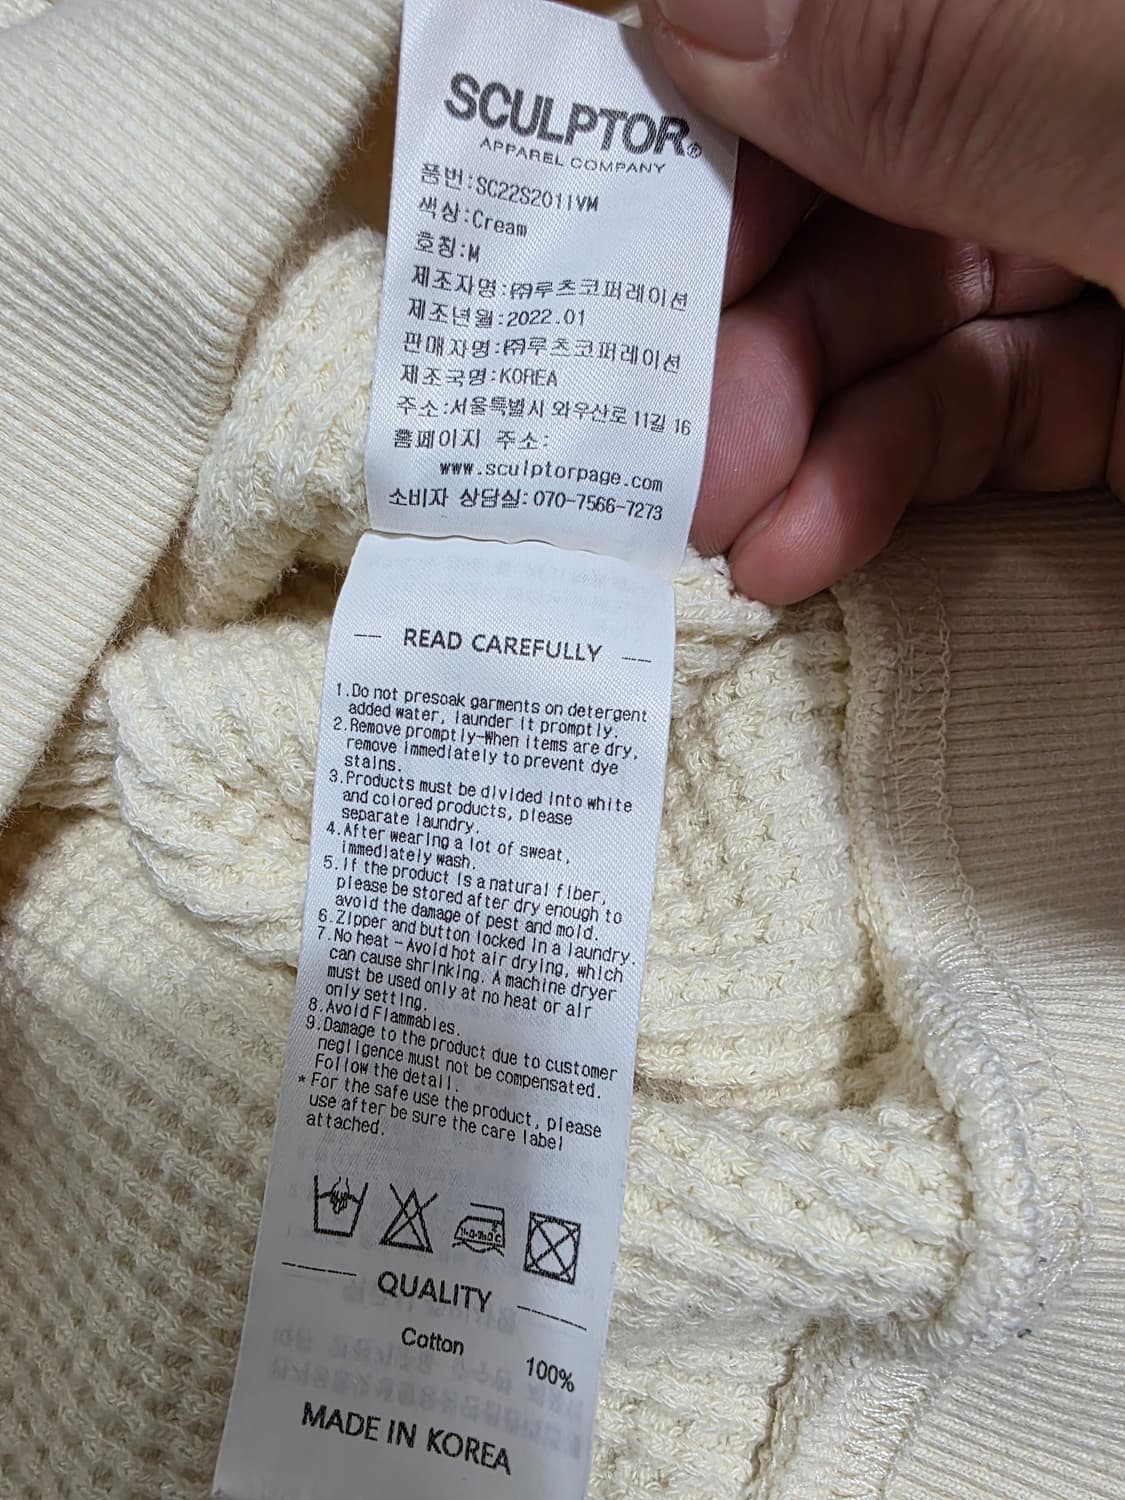 SCULPTOR®
APPAREL COMPANY
품번:SC22S201IVM
색상:Cream
호칭:M
제조자명:㈜루츠코퍼레이션
제조년월:2022.01
판매자명:㈜루츠코퍼레이션
제조국명:KOREA
주소:서울특별시 와우산로 11길 16
홈페이지 주소:
www.sculptorpage.com
소비자 상담실:070-7566-7273
READ CAREFULLY
1.Do not presoak garments on detergent
added water, launder it promptly.
2.Remove promptly-When items are dry,
remove immediately to prevent dye
stains.
3.Products must be divided into white
and colored products, please
separate laundry.
4.After wearing a lot of sweat,
immediately wash.
5.If the product is a natural fiber,
please be stored after dry enough to
avoid the damage of pest and mold.
6.Zipper and button locked in a laundry.
7.No heat -Avoid hot air drying, which
can cause shrinking. A machine dryer
must be used only at no heat or air
only setting.
8.Avoid Flammables.
9.Damage to the product due to customer
negligence must not be compensated.
Follow the detail.
* For the safe use the product, please
use after be sure the care label
attached.
QUALITY
Cotton 100%
MADE IN KOREA